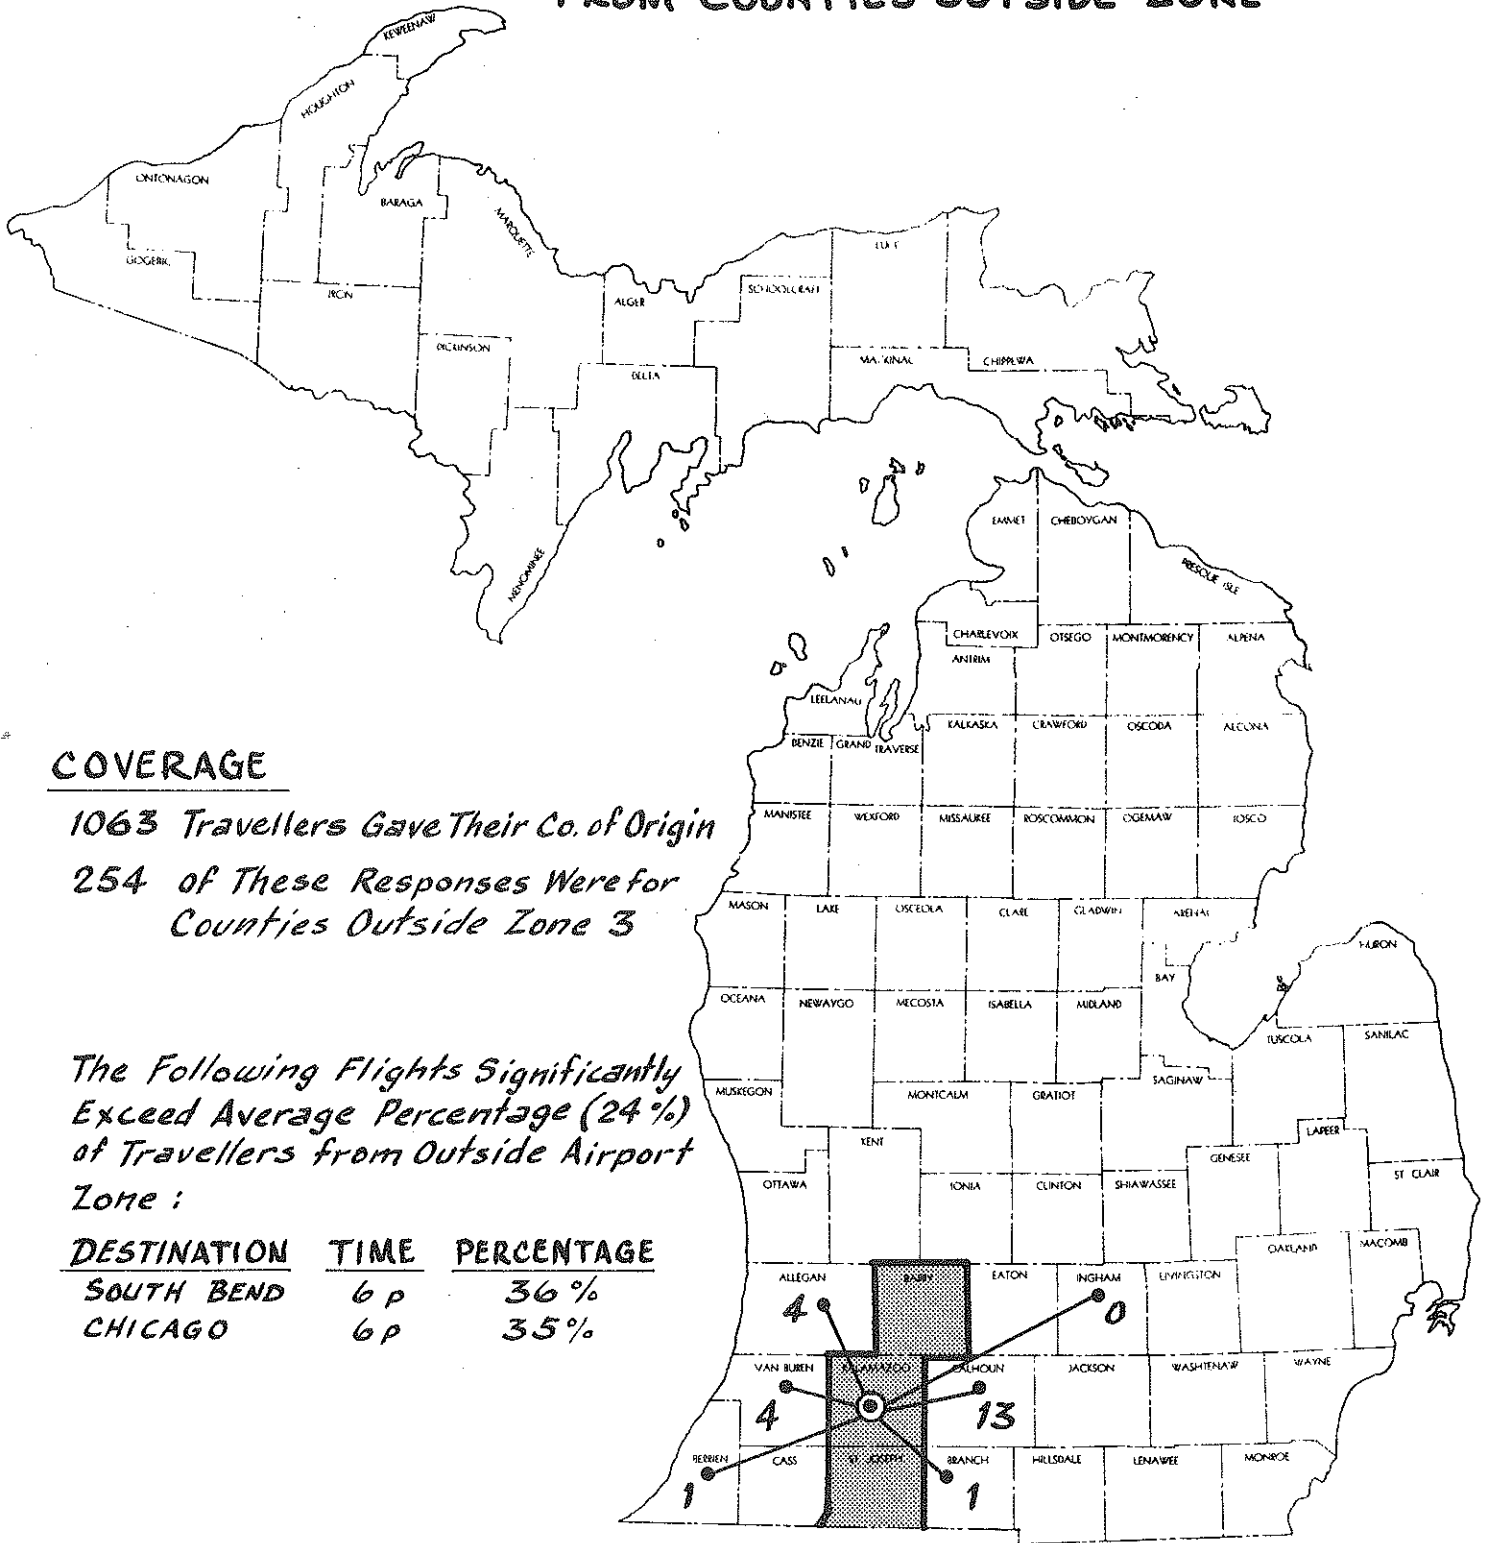 FROM COUNTIES OUTSIDE ZONE
KEWEENAW
HOUGHTON
ONTONAGON
BARAGA
MARQUETTE
GOGEBIC
IRON
ALGER
SCHOOLCRAFT
LUCE
DICKINSON
DELTA
MACKINAC
CHIPPEWA
MENOMINEE
EMMET
CHEBOYGAN
PRESQUE ISLE
CHARLEVOIX
OTSEGO
MONTMORENCY
ALPENA
ANTRIM
LEELANAU
KALKASKA
CRAWFORD
OSCODA
ALCONA
BENZIE
GRAND TRAVERSE
COVERAGE
1063 Travellers Gave Their Co. of Origin
254 of These Responses Were for
Counties Outside Zone 3
MANISTEE
WEXFORD
MISSAUKEE
ROSCOMMON
OGEMAW
IOSCO
MASON
LAKE
OSCEOLA
CLARE
GLADWIN
ARENAC
HURON
BAY
OCEANA
NEWAYGO
MECOSTA
ISABELLA
MIDLAND
TUSCOLA
SANILAC
The Following Flights Significantly
Exceed Average Percentage (24%)
of Travellers from Outside Airport
Zone :
DESTINATION TIME PERCENTAGE
SOUTH BEND 6 p 36%
CHICAGO 6 p 35%
MUSKEGON
MONTCALM
GRATIOT
SAGINAW
KENT
LAPEER
GENESEE
OTTAWA
IONIA
CLINTON
SHIAWASSEE
ST CLAIR
OAKLAND
MACOMB
ALLEGAN
BARRY
EATON
INGHAM
LIVINGSTON
4
0
VAN BUREN
KALAMAZOO
CALHOUN
JACKSON
WASHTENAW
WAYNE
4
13
BERRIEN
CASS
ST. JOSEPH
BRANCH
HILLSDALE
LENAWEE
MONROE
1
1